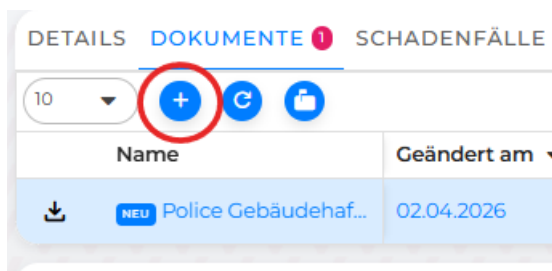 DETAILS DOKUMENTE 1 SCHADENFÄLLE
10
Name Geändert am
NEU Police Gebäudehaf... 02.04.2026